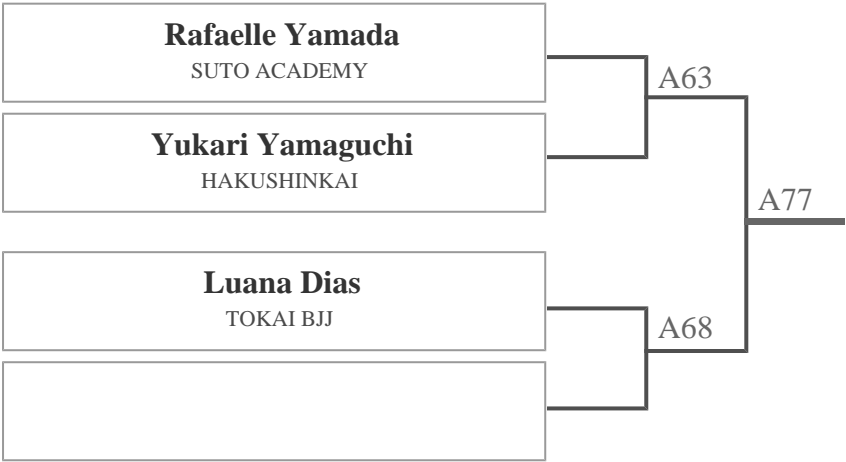 Rafaelle Yamada
SUTO ACADEMY
A63
Yukari Yamaguchi
HAKUSHINKAI
A77
Luana Dias
TOKAI BJJ
A68